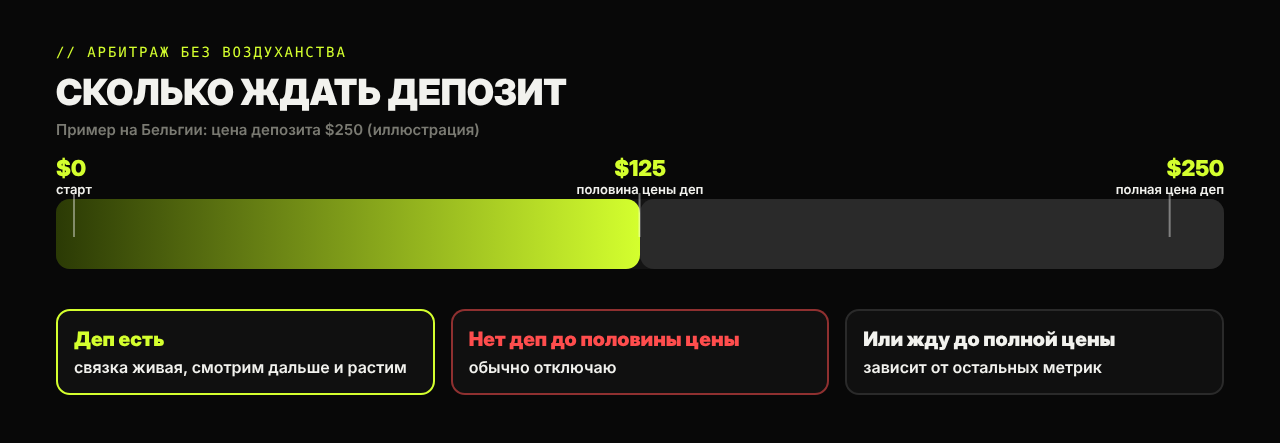 // АРБИТРАЖ БЕЗ ВОЗДУХАНСТВА
СКОЛЬКО ЖДАТЬ ДЕПОЗИТ
Пример на Бельгии: цена депозита $250 (иллюстрация)
$0
старт
$125
половина цены деп
$250
полная цена деп
Деп есть
связка живая, смотрим дальше и растим
Нет деп до половины цены
обычно отключаю
Или жду до полной цены
зависит от остальных метрик